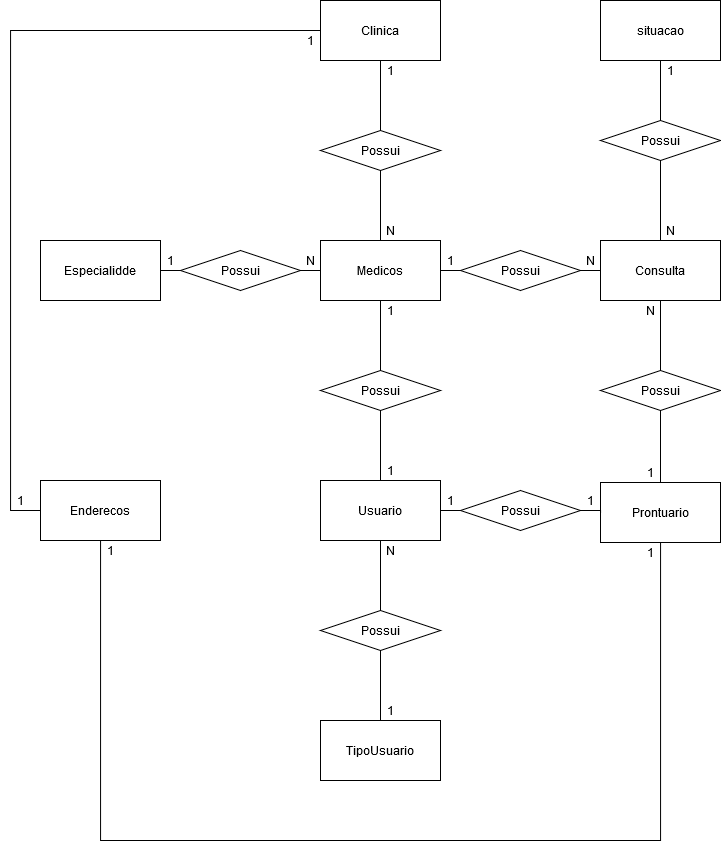 Clinica
situacao
1
1
1
Possui
Possui
N
N
Especialidde
1
Possui
N
Medicos
1
Possui
N
Consulta
1
N
Possui
Possui
1
1
1
Enderecos
Usuario
1
Possui
1
Prontuario
1
N
1
Possui
1
TipoUsuario